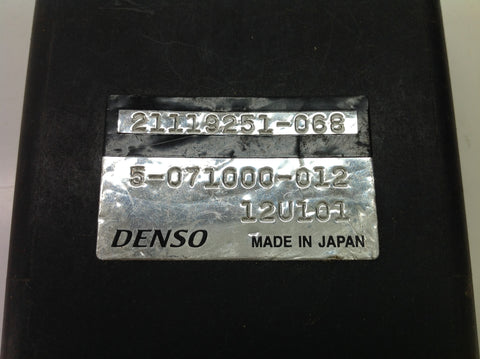 21119251-068
5-071000-012
12U101
DENSO MADE IN JAPAN